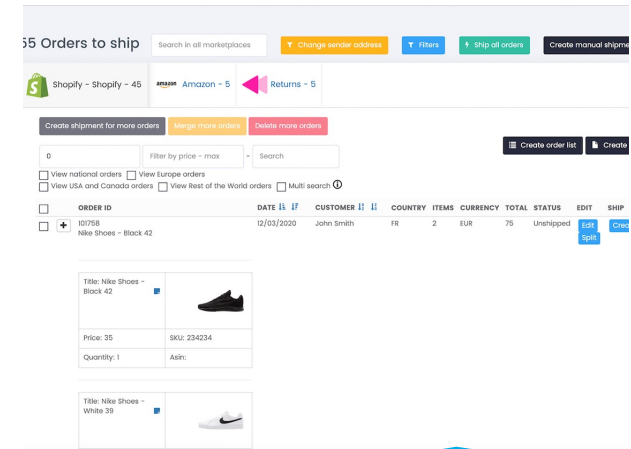 55 Orders to ship
Search in all marketplaces
Change sender address
Filters
Ship all orders
Create manual shipme
Shopify - Shopify - 45
amazon Amazon - 5
Returns - 5
Create shipment for more orders
Merge more orders
Delete more orders
Create order list
Create
0
Filter by price - max
-
Search
View national orders
View Europe orders
View USA and Canada orders
View Rest of the World orders
Multi search
ORDER ID DATE CUSTOMER COUNTRY ITEMS CURRENCY TOTAL STATUS EDIT SHIP
101758 12/03/2020 John Smith FR 2 EUR 75 Unshipped Edit Crea
Nike Shoes - Black 42 Split
Title: Nike Shoes -
Black 42
Price: 35 SKU: 234234
Quantity: 1 Asin:
Title: Nike Shoes -
White 39